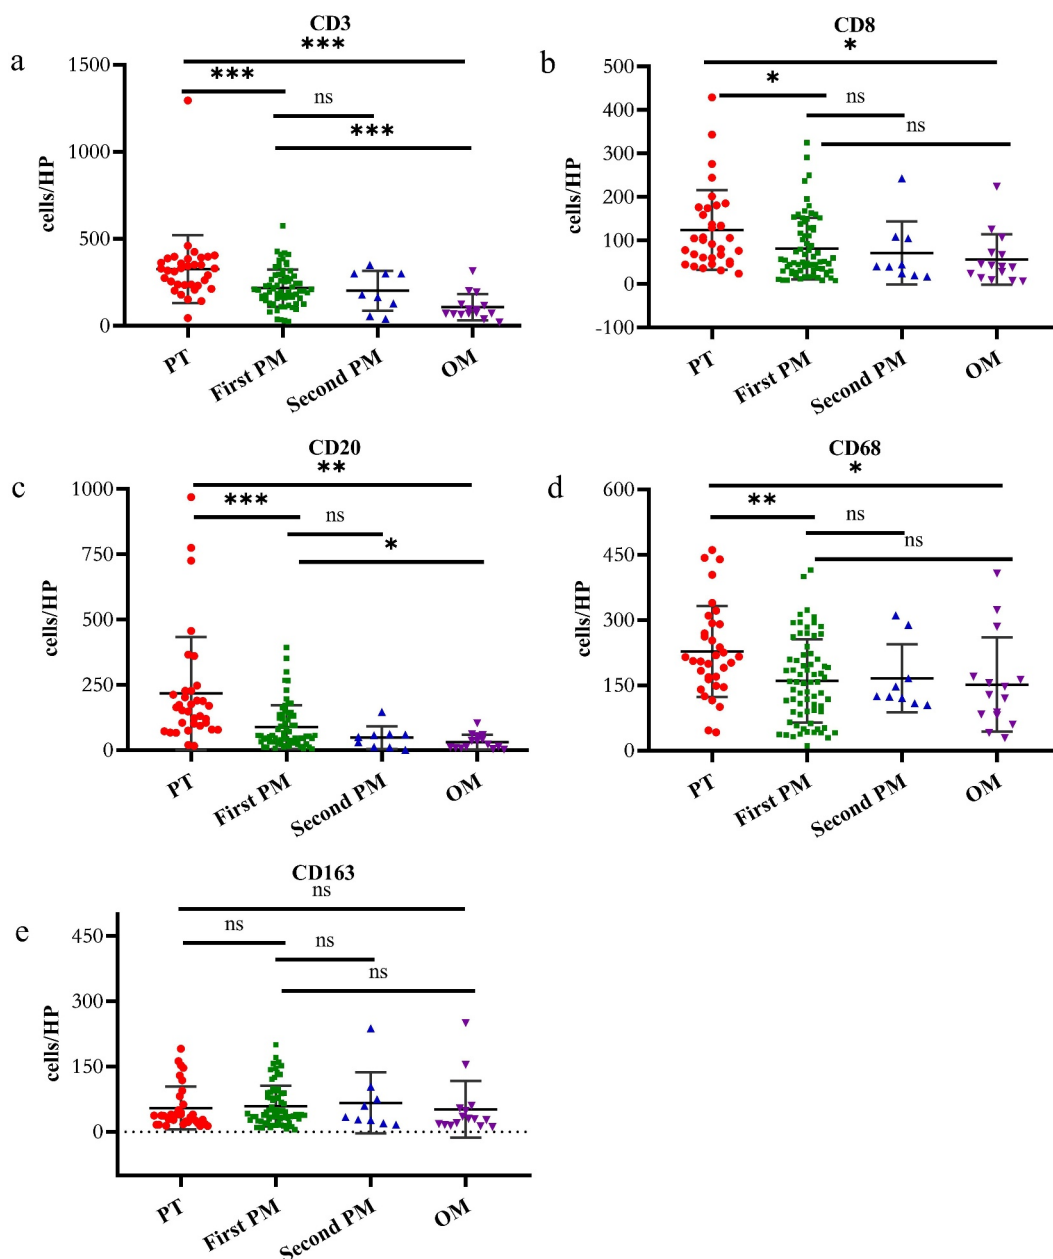 a
CD3
***
***
ns
***
1500
1000
500
0
cells/HP
PT
First PM
Second PM
OM
b
CD8
*
*
ns
ns
500
400
300
200
100
0
-100
cells/HP
PT
First PM
Second PM
OM
c
CD20
**
***
ns
*
1000
750
500
250
0
cells/HP
PT
First PM
Second PM
OM
d
CD68
*
**
ns
ns
600
450
300
150
0
cells/HP
PT
First PM
Second PM
OM
e
CD163
ns
ns
ns
ns
450
300
150
0
cells/HP
PT
First PM
Second PM
OM